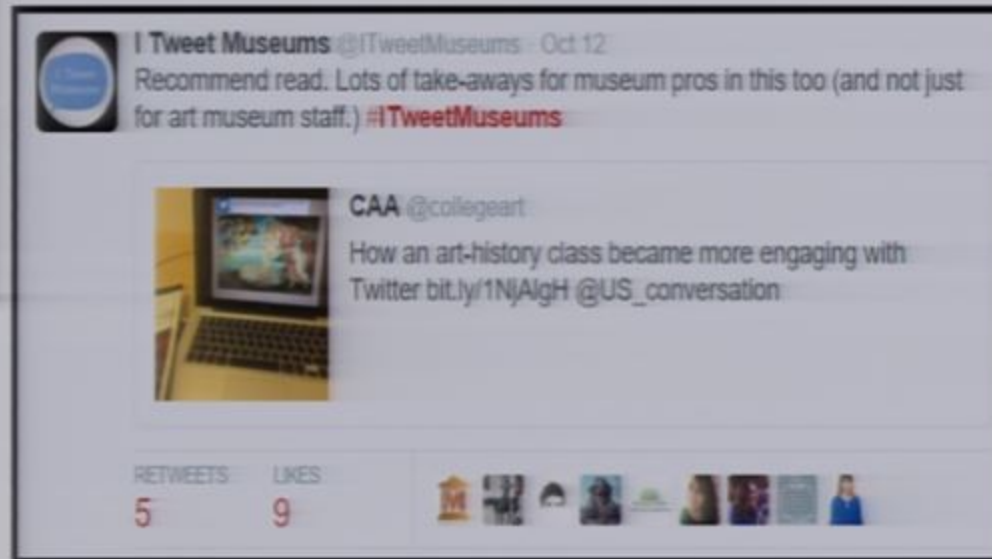 I Tweet Museums @ITweetMuseums · Oct 12
Recommend read. Lots of take-aways for museum pros in this too (and not just
for art museum staff.) #ITweetMuseums
CAA @collegeart
How an art-history class became more engaging with
Twitter bit.ly/1NjAlgH @US_conversation
RETWEETS LIKES
5 9